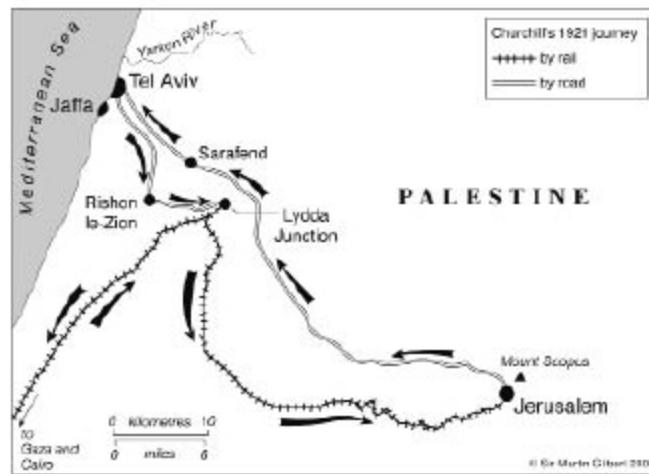 Churchill's 1921 journey
by rail
by road
Yarkon River
Mediterranean Sea
Tel Aviv
Jaffa
Sarafend
PALESTINE
Rishon
le-Zion
Lydda
Junction
Mount Scopus
Jerusalem
0 kilometres 10
0 miles 6
to
Gaza and
Cairo
© Sir Martin Gilbert